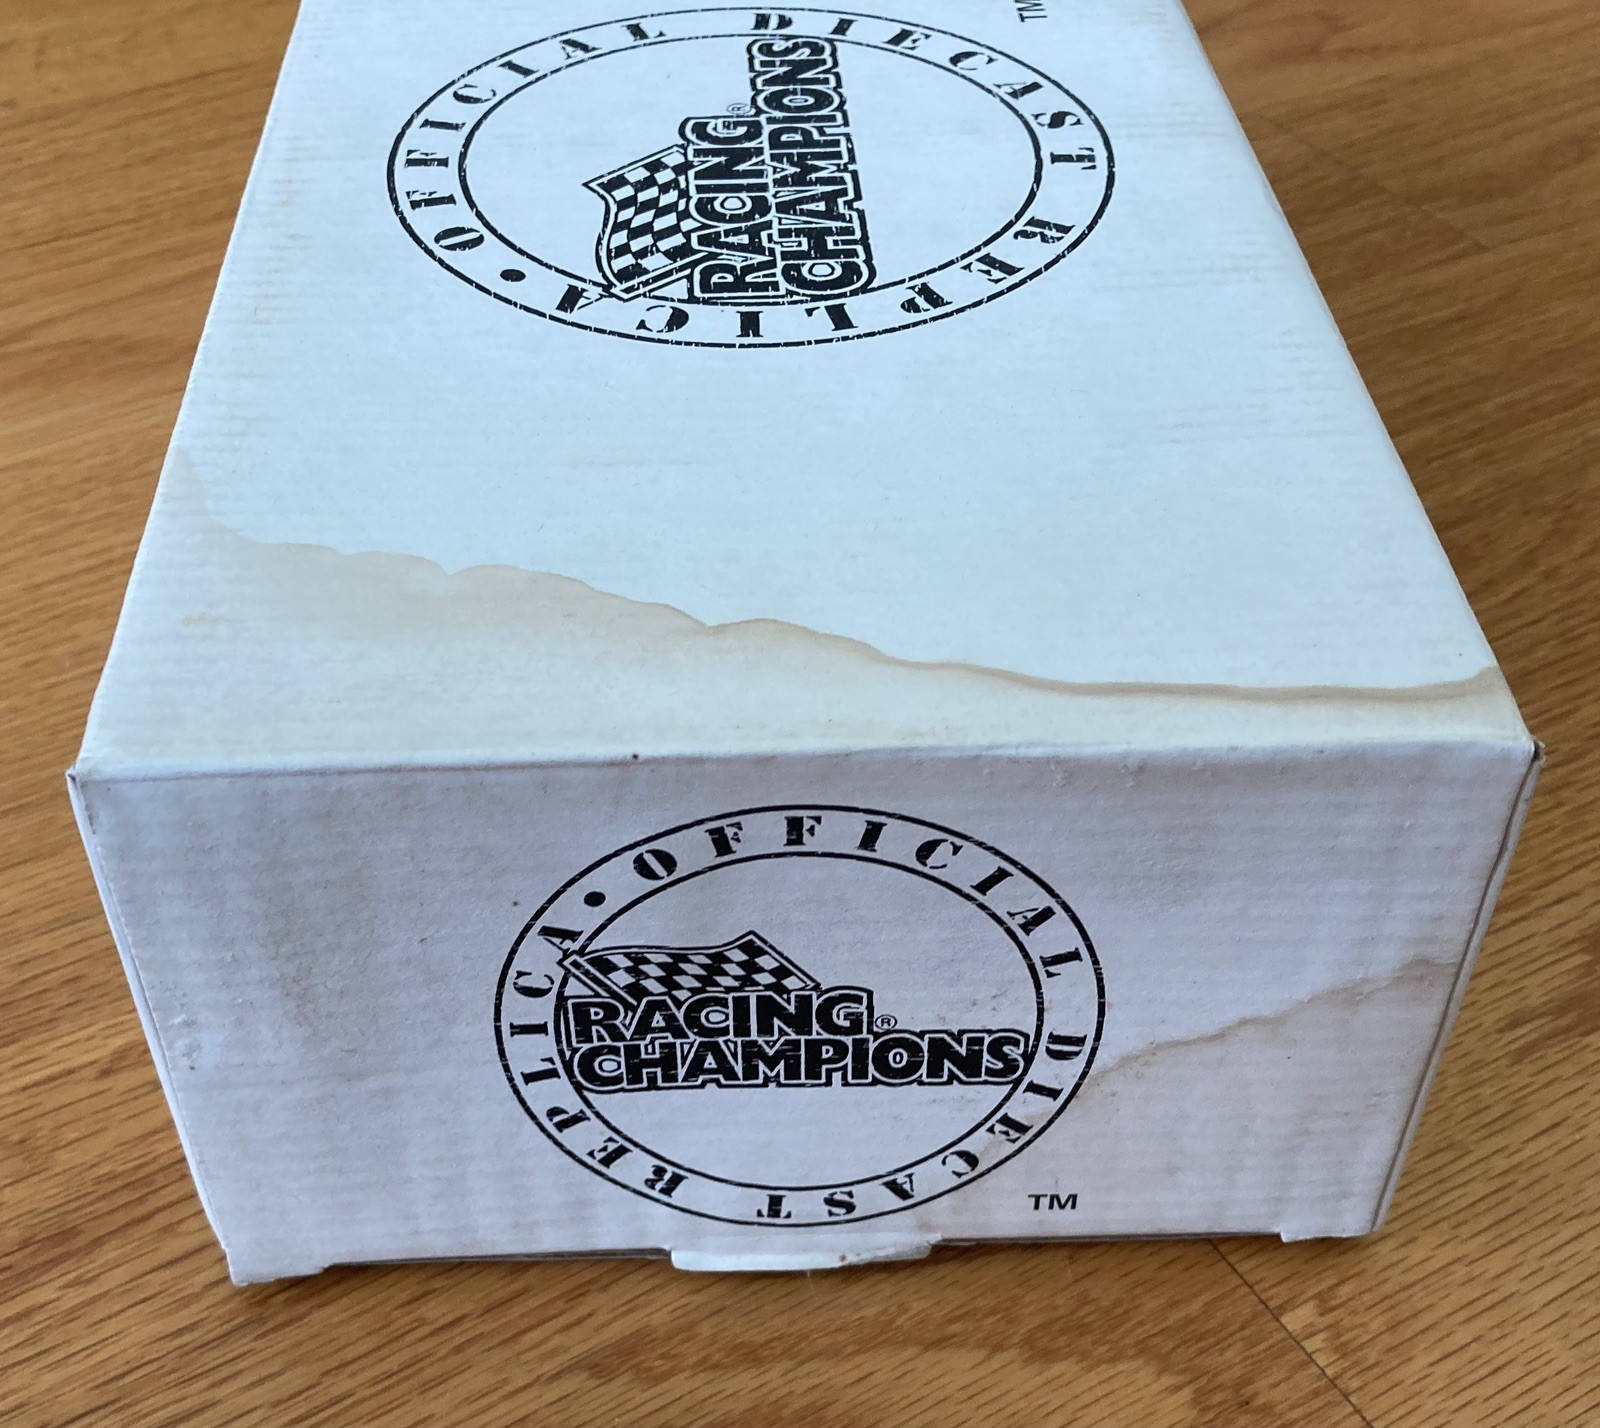 • OFFICIAL DIECAST REPLICA
RACING®
CHAMPIONS
TM
• OFFICIAL DIECAST REPLICA
RACING®
CHAMPIONS
TM